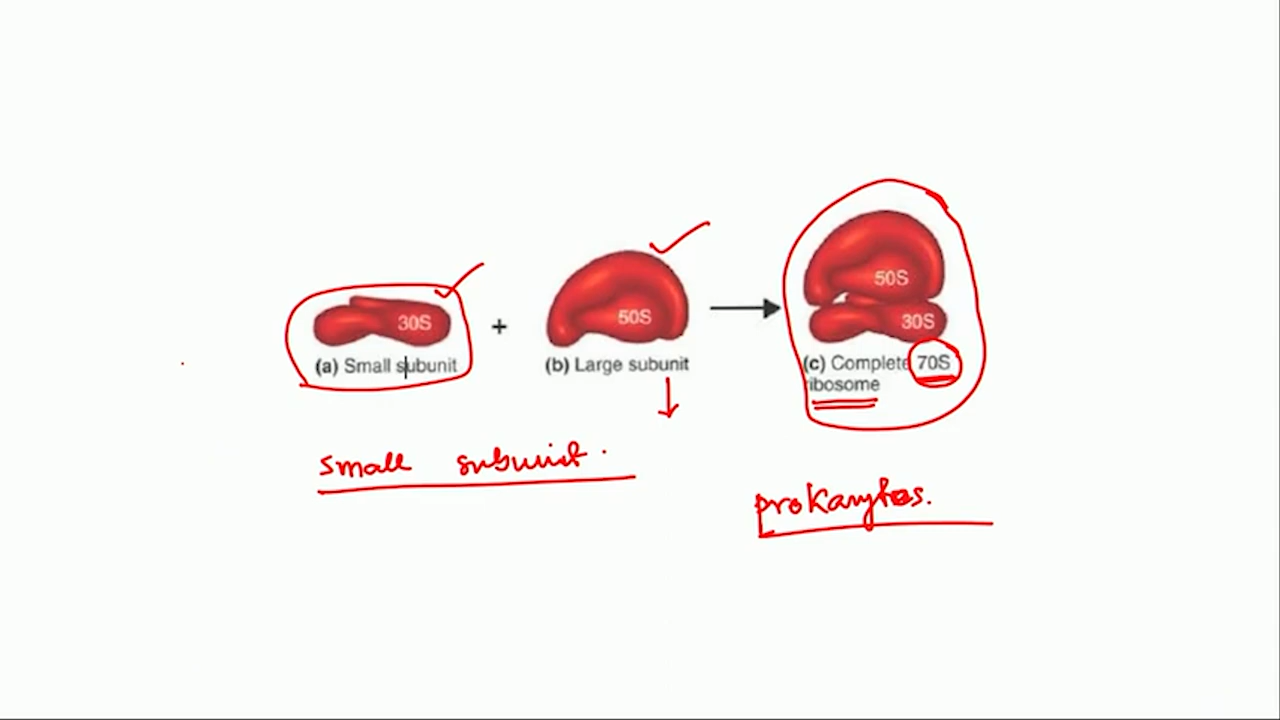 30S
(a) Small subunit
+
50S
(b) Large subunit
50S
30S
(c) Complete 70S
ribosome
small subunit.
prokaryotes.